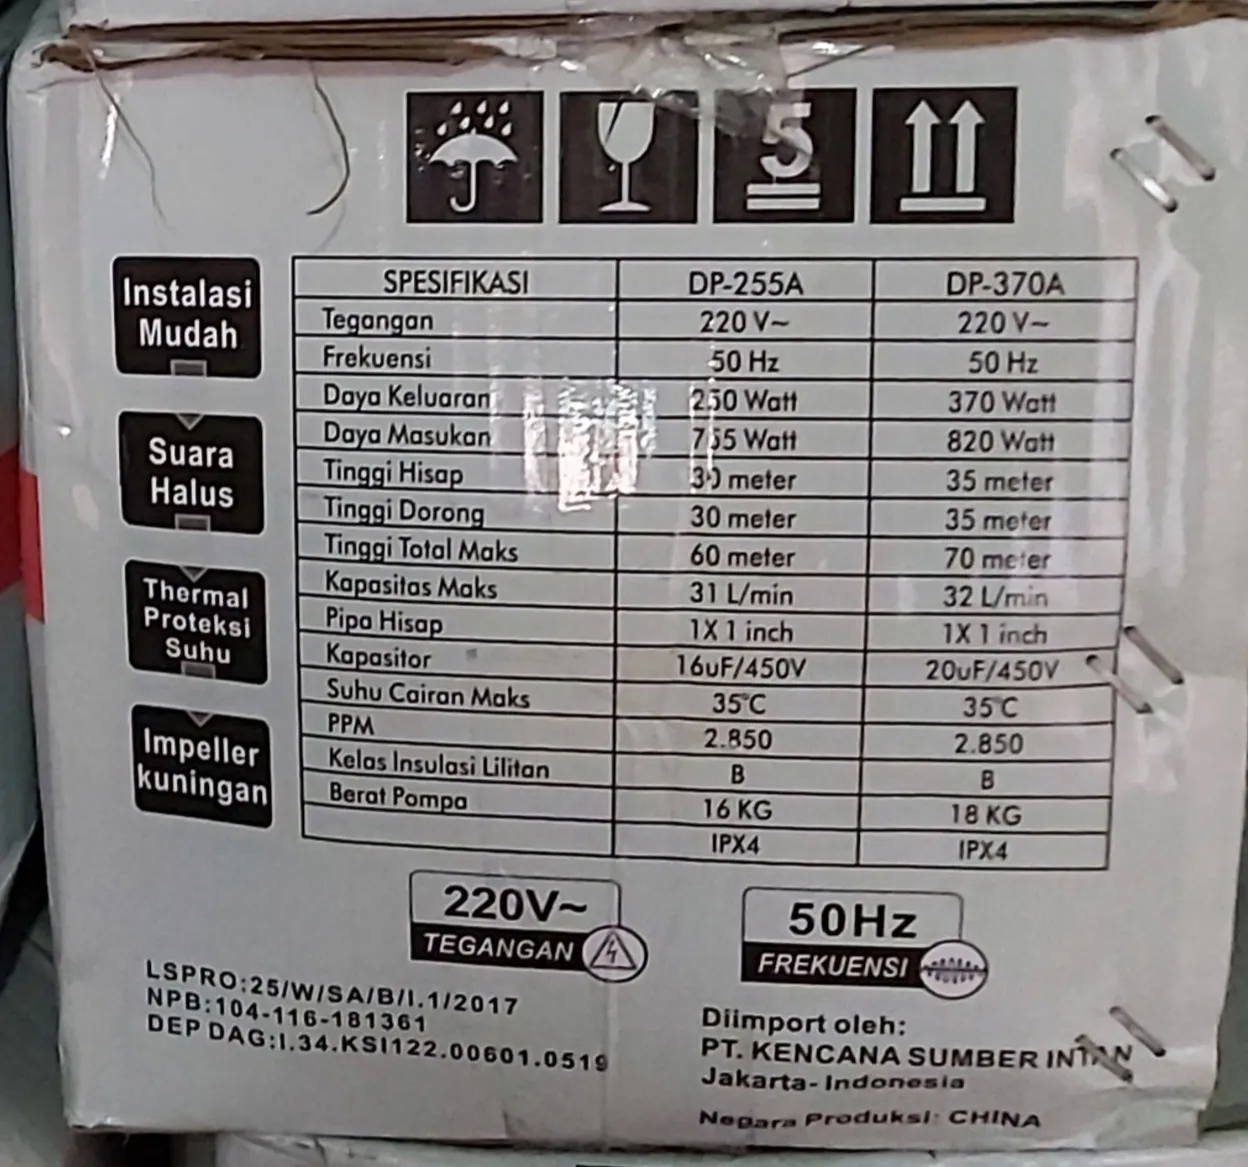 5
SPESIFIKASI DP-255A DP-370A
Tegangan 220 V~ 220 V~
Frekuensi 50 Hz 50 Hz
Daya Keluaran 250 Watt 370 Watt
Daya Masukan 755 Watt 820 Watt
Tinggi Hisap 30 meter 35 meter
Tinggi Dorong 30 meter 35 meter
Tinggi Total Maks 60 meter 70 meter
Kapasitas Maks 31 L/min 32 L/min
Pipa Hisap 1X 1 inch 1X 1 inch
Kapasitor 16uF/450V 20uF/450V
Suhu Cairan Maks 35°C 35°C
PPM 2.850 2.850
Kelas Insulasi Lilitan B B
Berat Pompa 16 KG 18 KG
IPX4 IPX4
Instalasi
Mudah
Suara
Halus
Thermal
Proteksi
Suhu
Impeller
kuningan
220V~
TEGANGAN
50Hz
FREKUENSI
LSPRO:25/W/SA/B/I.1/2017
NPB:104-116-181361
DEP DAG:I.34.KSI122.00601.0519
Diimport oleh:
PT. KENCANA SUMBER INTAN
Jakarta-Indonesia
Negara Produksi: CHINA